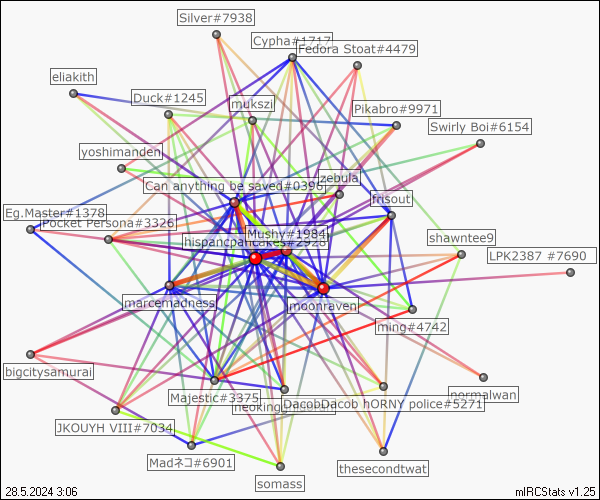 Silver#7938
Cypha#1717
Fedora Stoat#4479
eliakith
Duck#1245
mukszi
Pikabro#9971
Swirly Boi#6154
yoshimanden
zebula
Can anything be saved#0396
frisout
Eg.Master#1378
Pocket Persona#3326
Mushy#1984
hispancpancakes#2928
shawntee9
LPK2387 #7690
marcemadness
moonraven
ming#4742
bigcitysamurai
normalwan
Majestic#3375
DacobDacob hORNY police#5271
JKOUYH VIII#7034
Madネコ#6901
thesecondtwat
somass
28.5.2024 3:06
mIRCStats v1.25